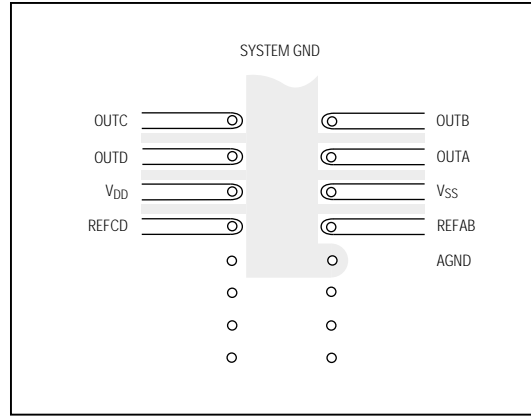 SYSTEM GND
OUTC OUTB
OUTD OUTA
VDD VSS
REFCD REFAB
AGND